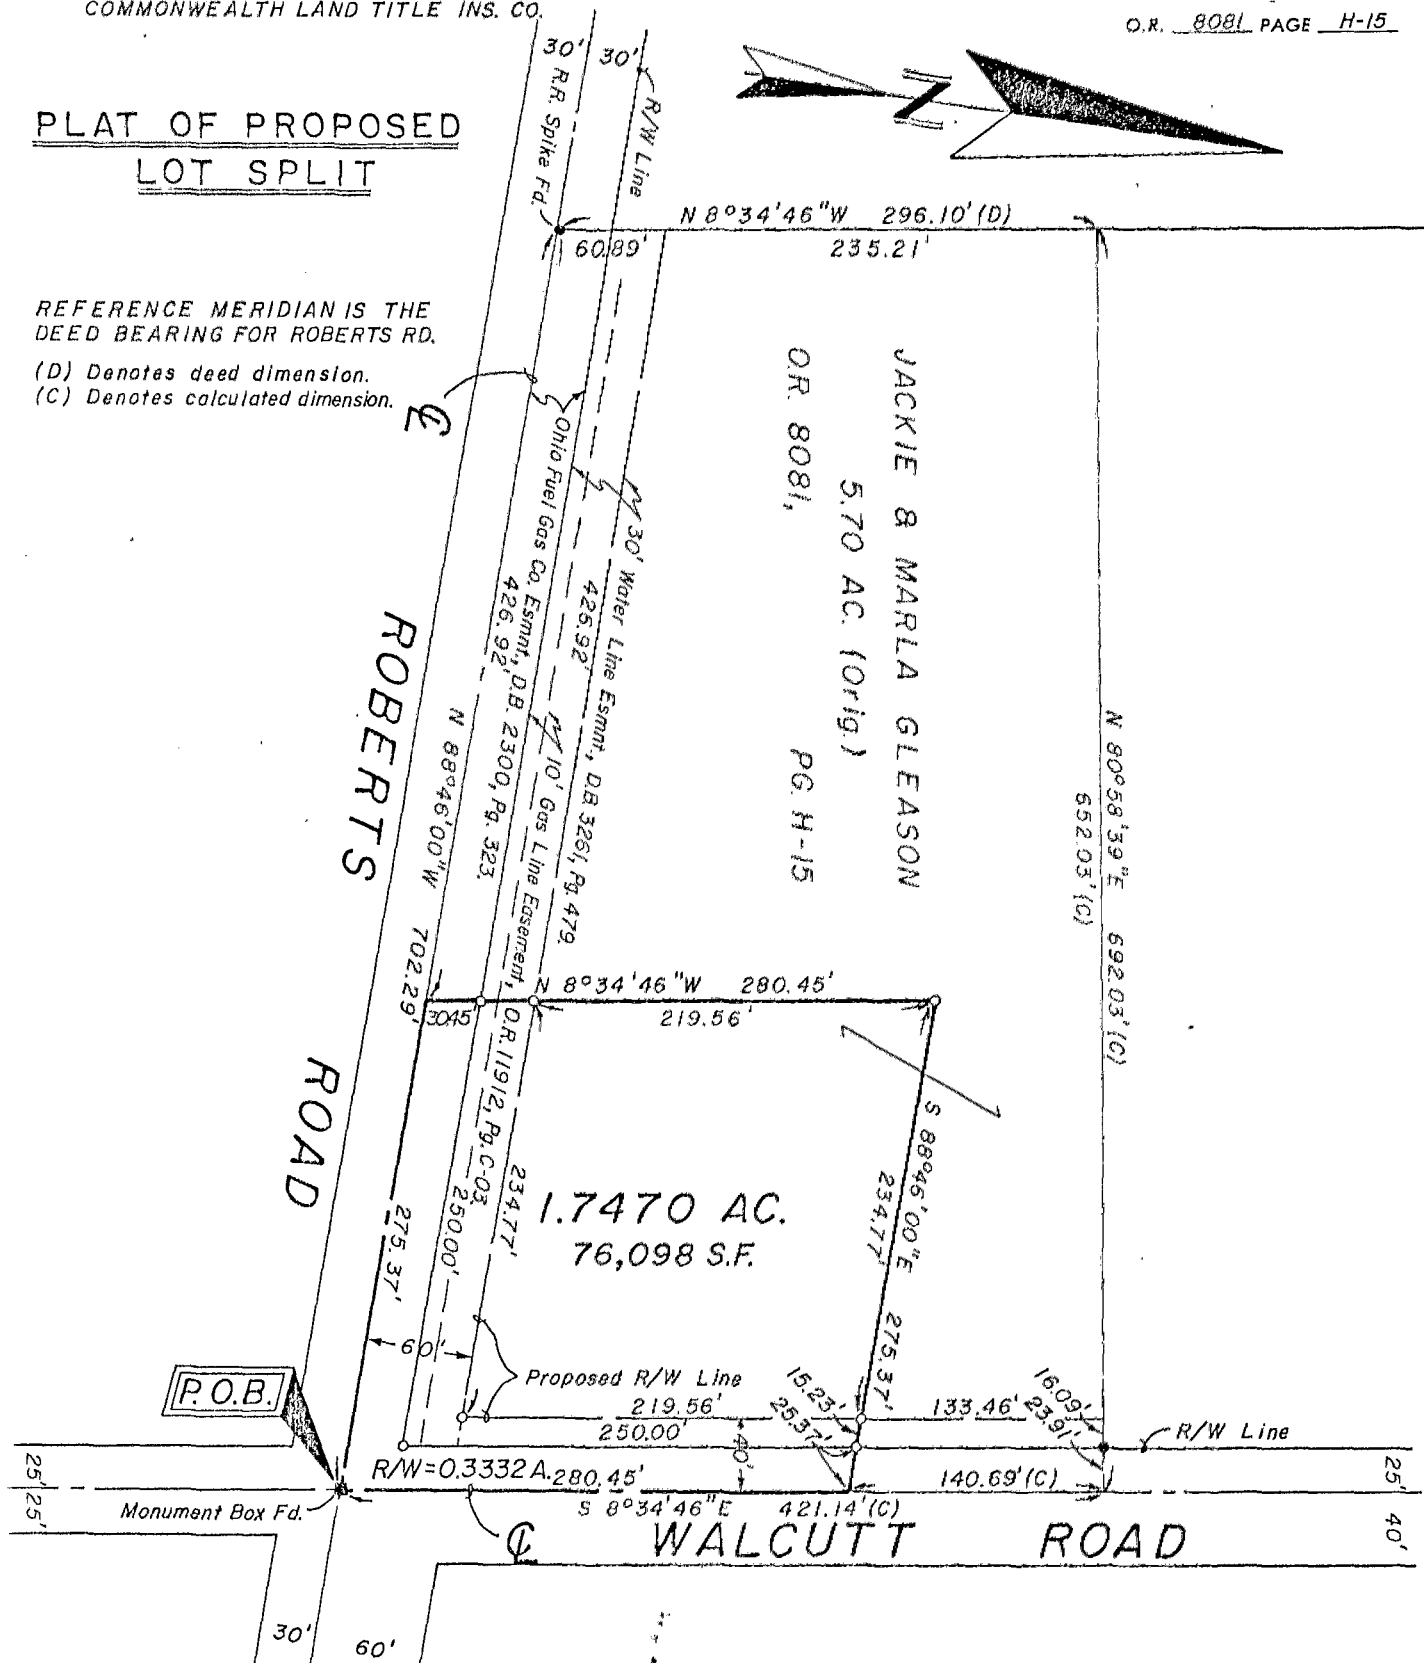 COMMONWEALTH LAND TITLE INS. CO.
O.R. 8081 PAGE H-15
PLAT OF PROPOSED
LOT SPLIT
REFERENCE MERIDIAN IS THE
DEED BEARING FOR ROBERTS RD.
(D) Denotes deed dimension.
(C) Denotes calculated dimension.
30'
30'
R.R. Spike Fd.
R/W Line
N
N 8°34'46"W 296.10'(D)
60.89'
235.21'
℄
Ohio Fuel Gas Co. Esmnt., D.B. 2300, Pg. 323.
30' Water Line Esmnt., D.B. 3261, Pg. 479.
10' Gas Line Easement, O.R. 11912, Pg. C-03.
426.92'
425.92'
JACKIE & MARLA GLEASON
5.70 AC. (Orig.)
O.R. 8081, PG. H-15
N 80°58'39"E 692.03'(C)
652.03'(C)
ROBERTS ROAD
N 88°46'00"W 702.29'
N 8°34'46"W 280.45'
30.45'
219.56'
S 88°46'00"E 275.37'
234.77'
275.37'
250.00'
234.77'
1.7470 AC.
76,098 S.F.
60'
P.O.B.
Proposed R/W Line
219.56'
250.00'
15.23'
25.37'
40'
133.46'
16.09'
23.91'
R/W Line
R/W=0.3332 A.
280.45'
140.69'(C)
S 8°34'46"E 421.14'(C)
Monument Box Fd.
25'
25'
25'
40'
℄
WALCUTT ROAD
30'
60'